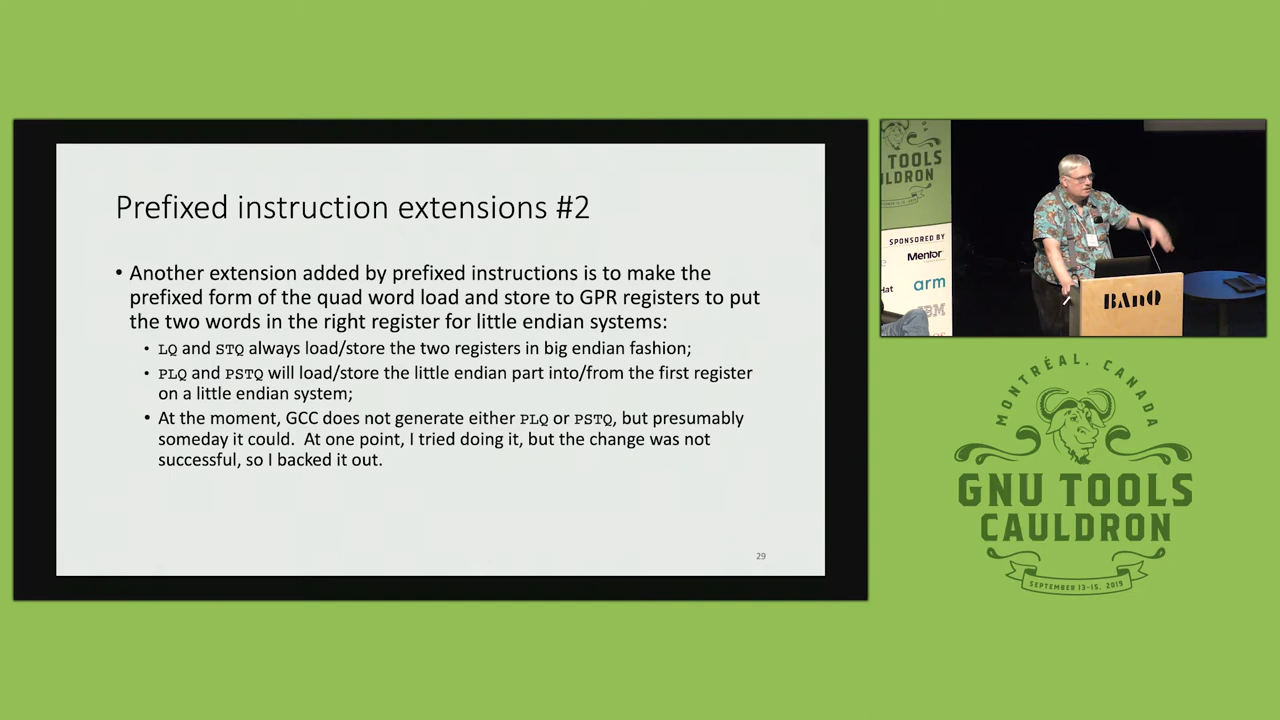 Prefixed instruction extensions #2
• Another extension added by prefixed instructions is to make the
prefixed form of the quad word load and store to GPR registers to put
the two words in the right register for little endian systems:
• LQ and STQ always load/store the two registers in big endian fashion;
• PLQ and PSTQ will load/store the little endian part into/from the first register
on a little endian system;
• At the moment, GCC does not generate either PLQ or PSTQ, but presumably
someday it could. At one point, I tried doing it, but the change was not
successful, so I backed it out.
29
TOOLS
ULDRON
SPONSORED BY
Mentor
Hat
arm
IBM
BAnQ
MONTRÉAL, CANADA
GNU TOOLS
CAULDRON
SEPTEMBER 13-15, 2019